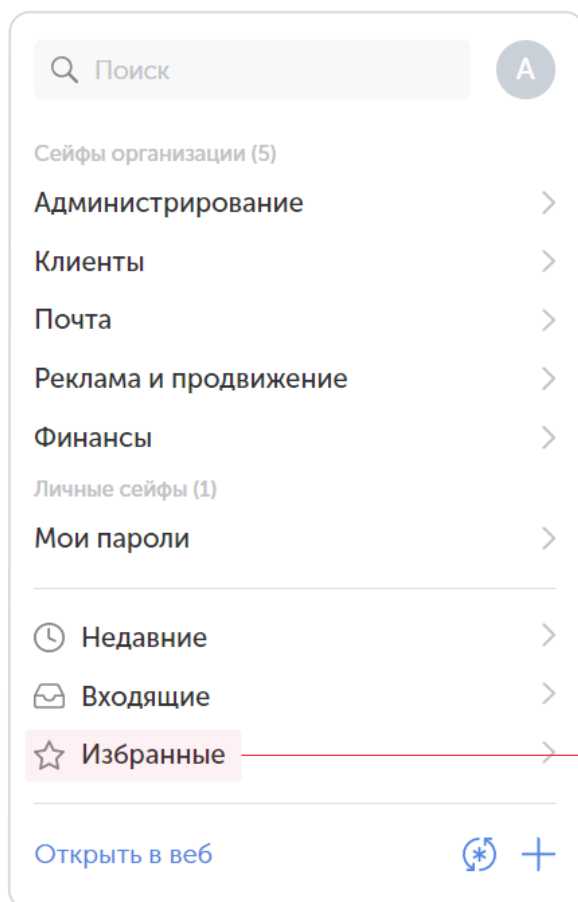 Поиск
А
Сейфы организации (5)
Администрирование
Клиенты
Почта
Реклама и продвижение
Финансы
Личные сейфы (1)
Мои пароли
Недавние
Входящие
Избранные
Открыть в веб